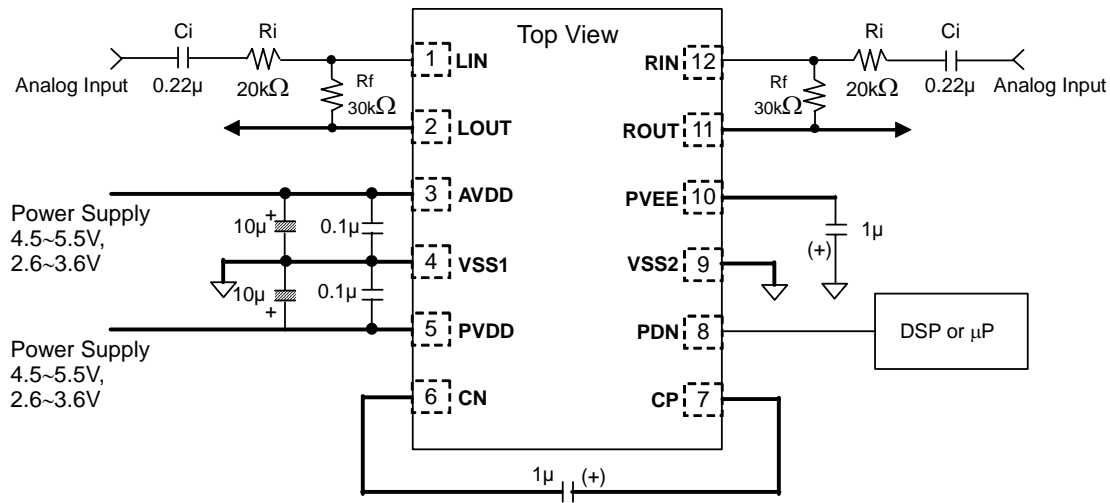 Top View
Ci
Ri
Analog Input
0.22μ
20kΩ
Rf
30kΩ
1 LIN
2 LOUT
3 AVDD
4 VSS1
5 PVDD
6 CN
Power Supply
4.5~5.5V,
2.6~3.6V
10μ +
0.1μ
10μ
+
0.1μ
Power Supply
4.5~5.5V,
2.6~3.6V
RIN 12
ROUT 11
PVEE 10
VSS2 9
PDN 8
CP 7
Ri
Ci
Rf
30kΩ
20kΩ
0.22μ
Analog Input
1μ
(+)
DSP or μP
1μ (+)